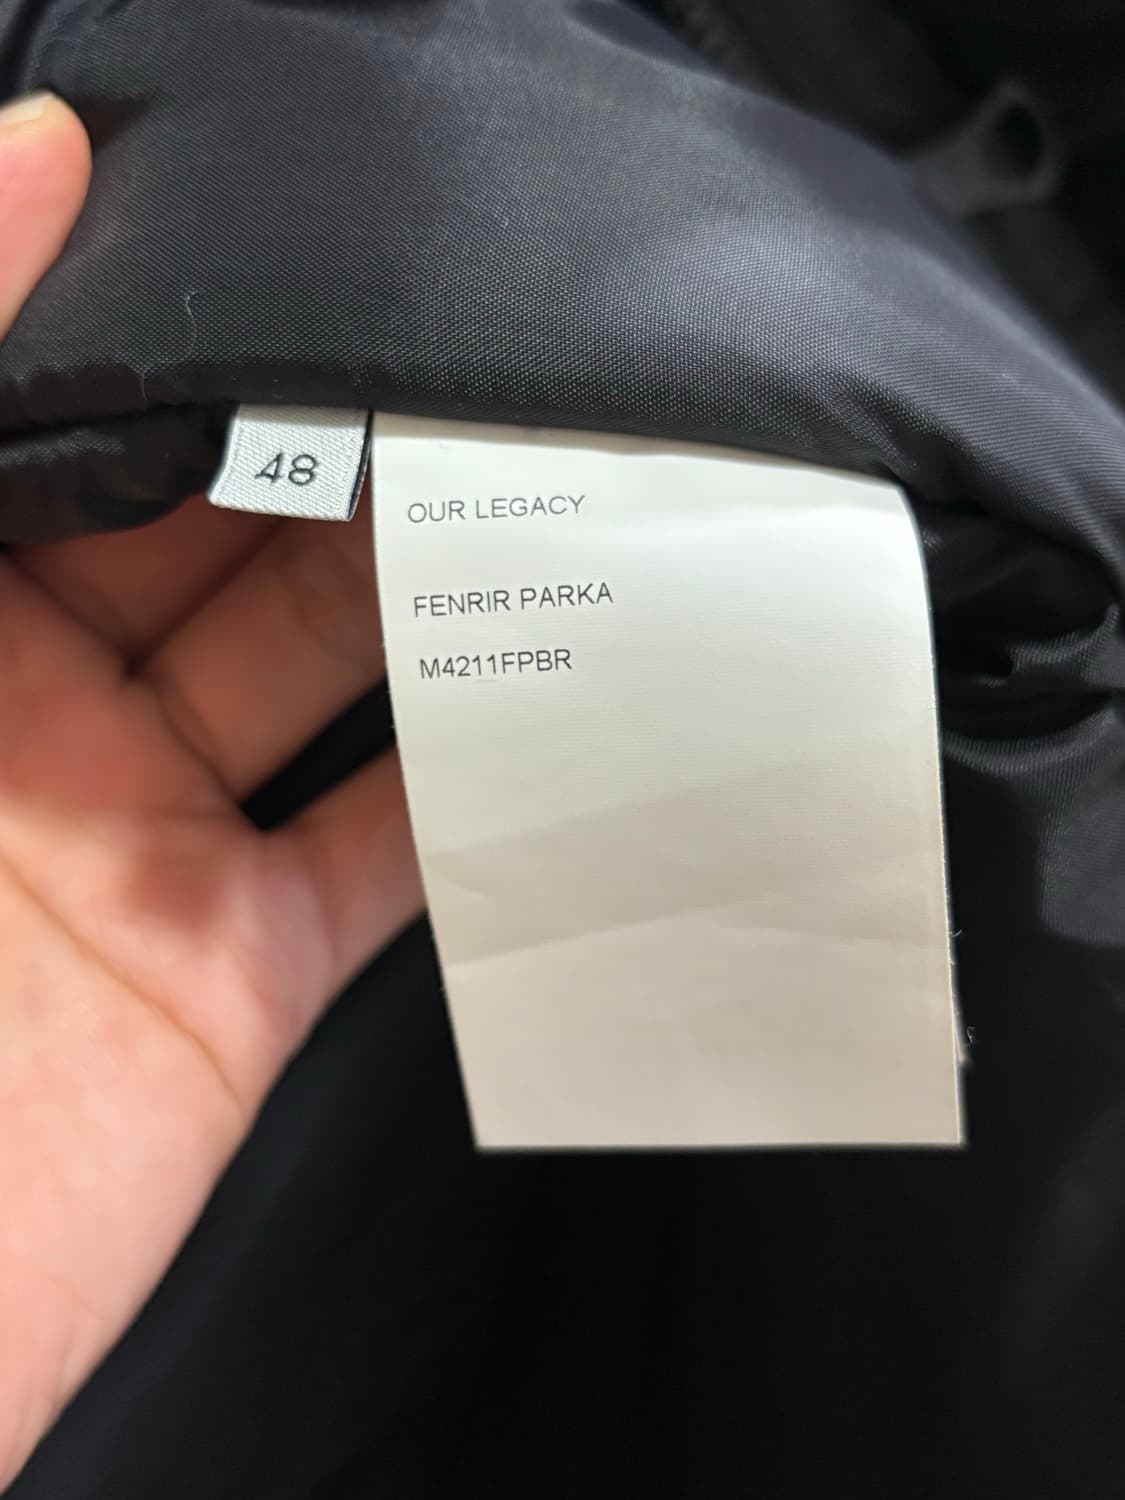 48
OUR LEGACY
FENRIR PARKA
M4211FPBR